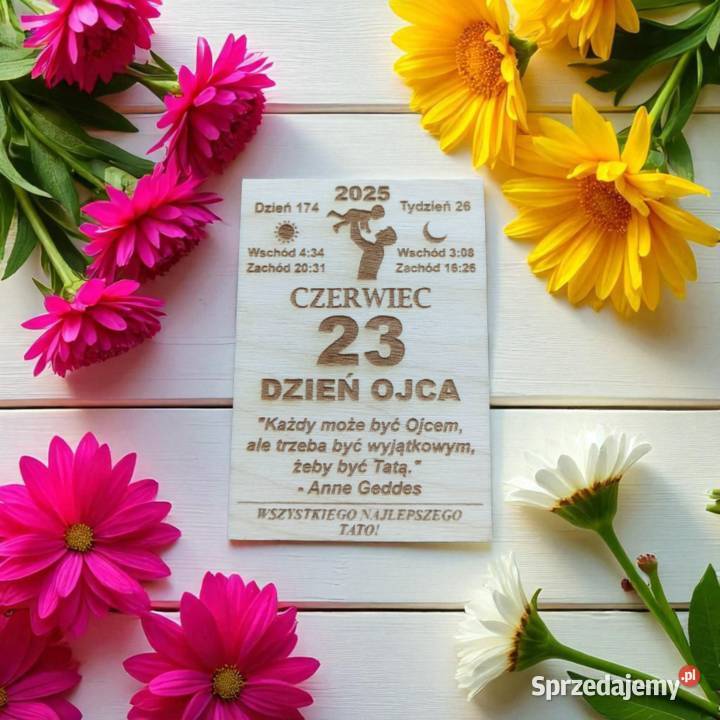 2025
Dzień 174 Tydzień 26
Wschód 4:34 Wschód 3:08
Zachód 20:31 Zachód 16:26
CZERWIEC
23
DZIEŃ OJCA
"Każdy może być Ojcem,
ale trzeba być wyjątkowym,
żeby być Tatą."
- Anne Geddes
WSZYSTKIEGO NAJLEPSZEGO
TATO!
Sprzedajemy.pl